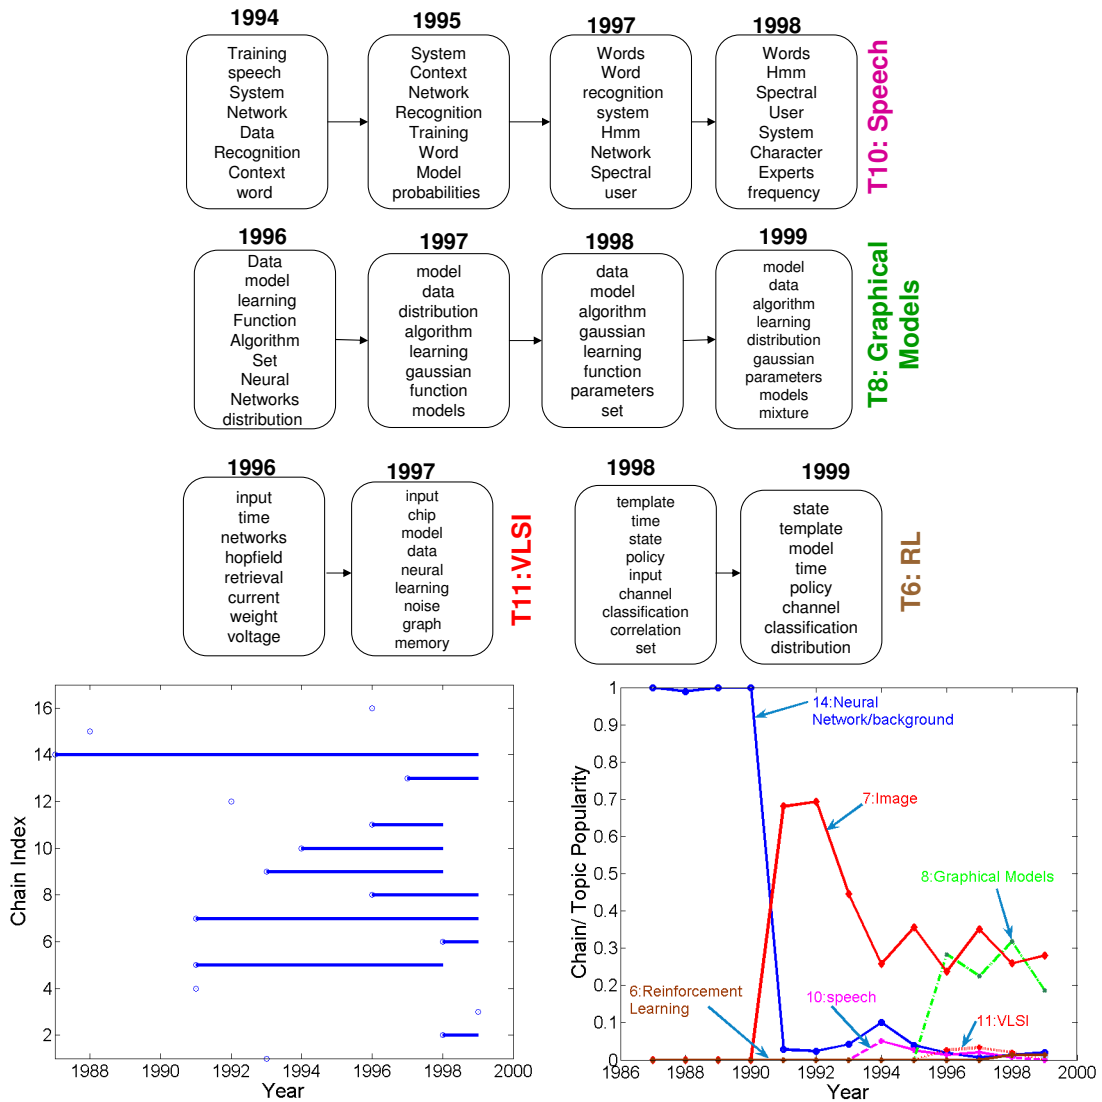 1994
Training
speech
System
Network
Data
Recognition
Context
word
1995
System
Context
Network
Recognition
Training
Word
Model
probabilities
1997
Words
Word
recognition
system
Hmm
Network
Spectral
user
1998
Words
Hmm
Spectral
User
System
Character
Experts
frequency
T10: Speech
1996
Data
model
learning
Function
Algorithm
Set
Neural
Networks
distribution
1997
model
data
distribution
algorithm
learning
gaussian
function
models
1998
data
model
algorithm
gaussian
learning
function
parameters
set
1999
model
data
algorithm
learning
distribution
gaussian
parameters
models
mixture
T8: Graphical
Models
1996
input
time
networks
hopfield
retrieval
current
weight
voltage
1997
input
chip
model
data
neural
learning
noise
graph
memory
T11:VLSI
1998
template
time
state
policy
input
channel
classification
correlation
set
1999
state
template
model
time
policy
channel
classification
distribution
T6: RL
16
14
12
10
8
6
4
2
Chain Index
1988 1990 1992 1994 1996 1998 2000
Year
1
0.9
0.8
0.7
0.6
0.5
0.4
0.3
0.2
0.1
0
Chain/ Topic Popularity
14:Neural
Network/background
7:Image
8:Graphical Models
6:Reinforcement
Learning
10:speech
11:VLSI
1986 1988 1990 1992 1994 1996 1998 2000
Year